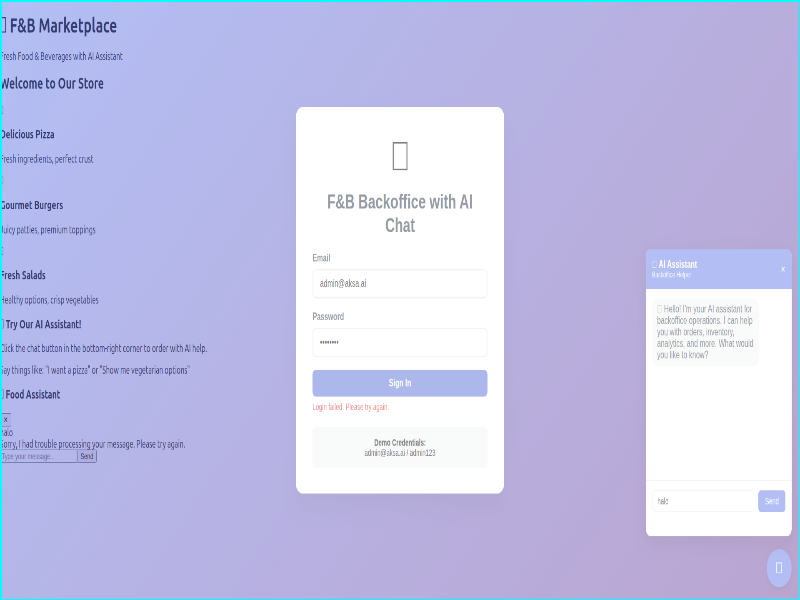 F&B Marketplace
Fresh Food & Beverages with AI Assistant
Welcome to Our Store
Delicious Pizza
Fresh ingredients, perfect crust
Gourmet Burgers
Juicy patties, premium toppings
Fresh Salads
Healthy options, crisp vegetables
Try Our AI Assistant!
Click the chat button in the bottom-right corner to order with AI help.
Say things like: "I want a pizza" or "Show me vegetarian options"
Food Assistant
x
halo
Sorry, I had trouble processing your message. Please try again.
Type your message... Send
F&B Backoffice with AI
Chat
Email
admin@aksa.ai
Password
••••••••
Sign In
Login failed. Please try again.
Demo Credentials:
admin@aksa.ai / admin123
AI Assistant
Backoffice Helper
x
Hello! I'm your AI assistant for
backoffice operations. I can help
you with orders, inventory,
analytics, and more. What would
you like to know?
halo Send